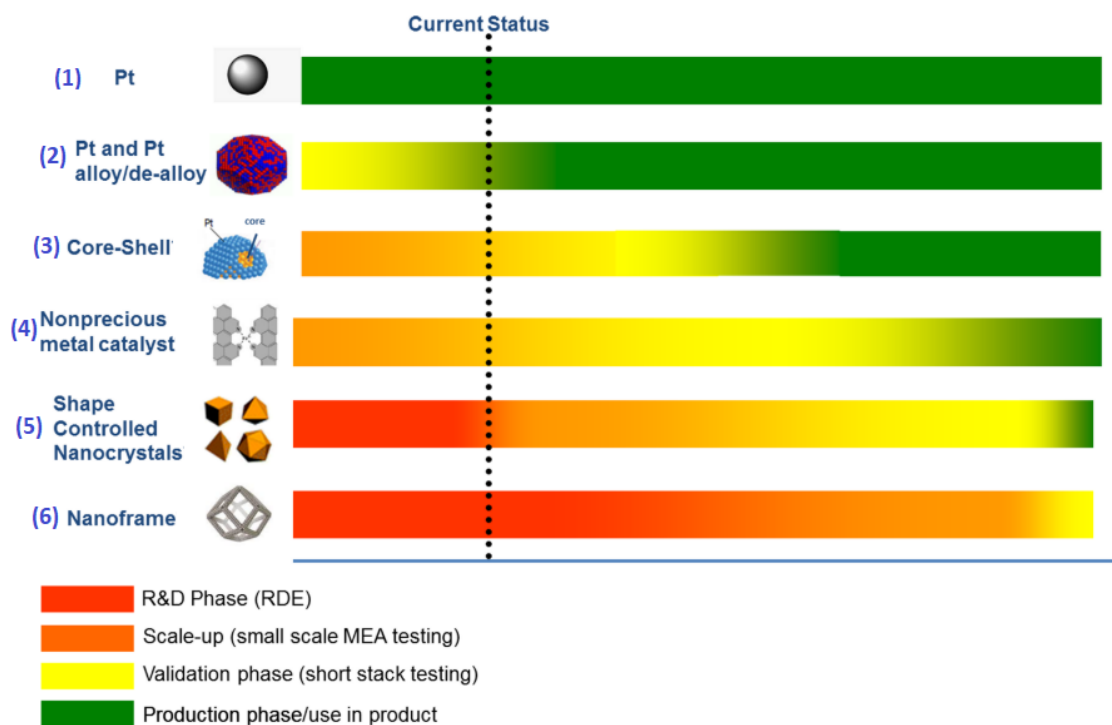 Current Status
(1) Pt
(2) Pt and Pt
alloy/de-alloy
Pt core
(3) Core-Shell
(4) Nonprecious
metal catalyst
Shape
(5) Controlled
Nanocrystals
(6) Nanoframe
R&D Phase (RDE)
Scale-up (small scale MEA testing)
Validation phase (short stack testing)
Production phase/use in product